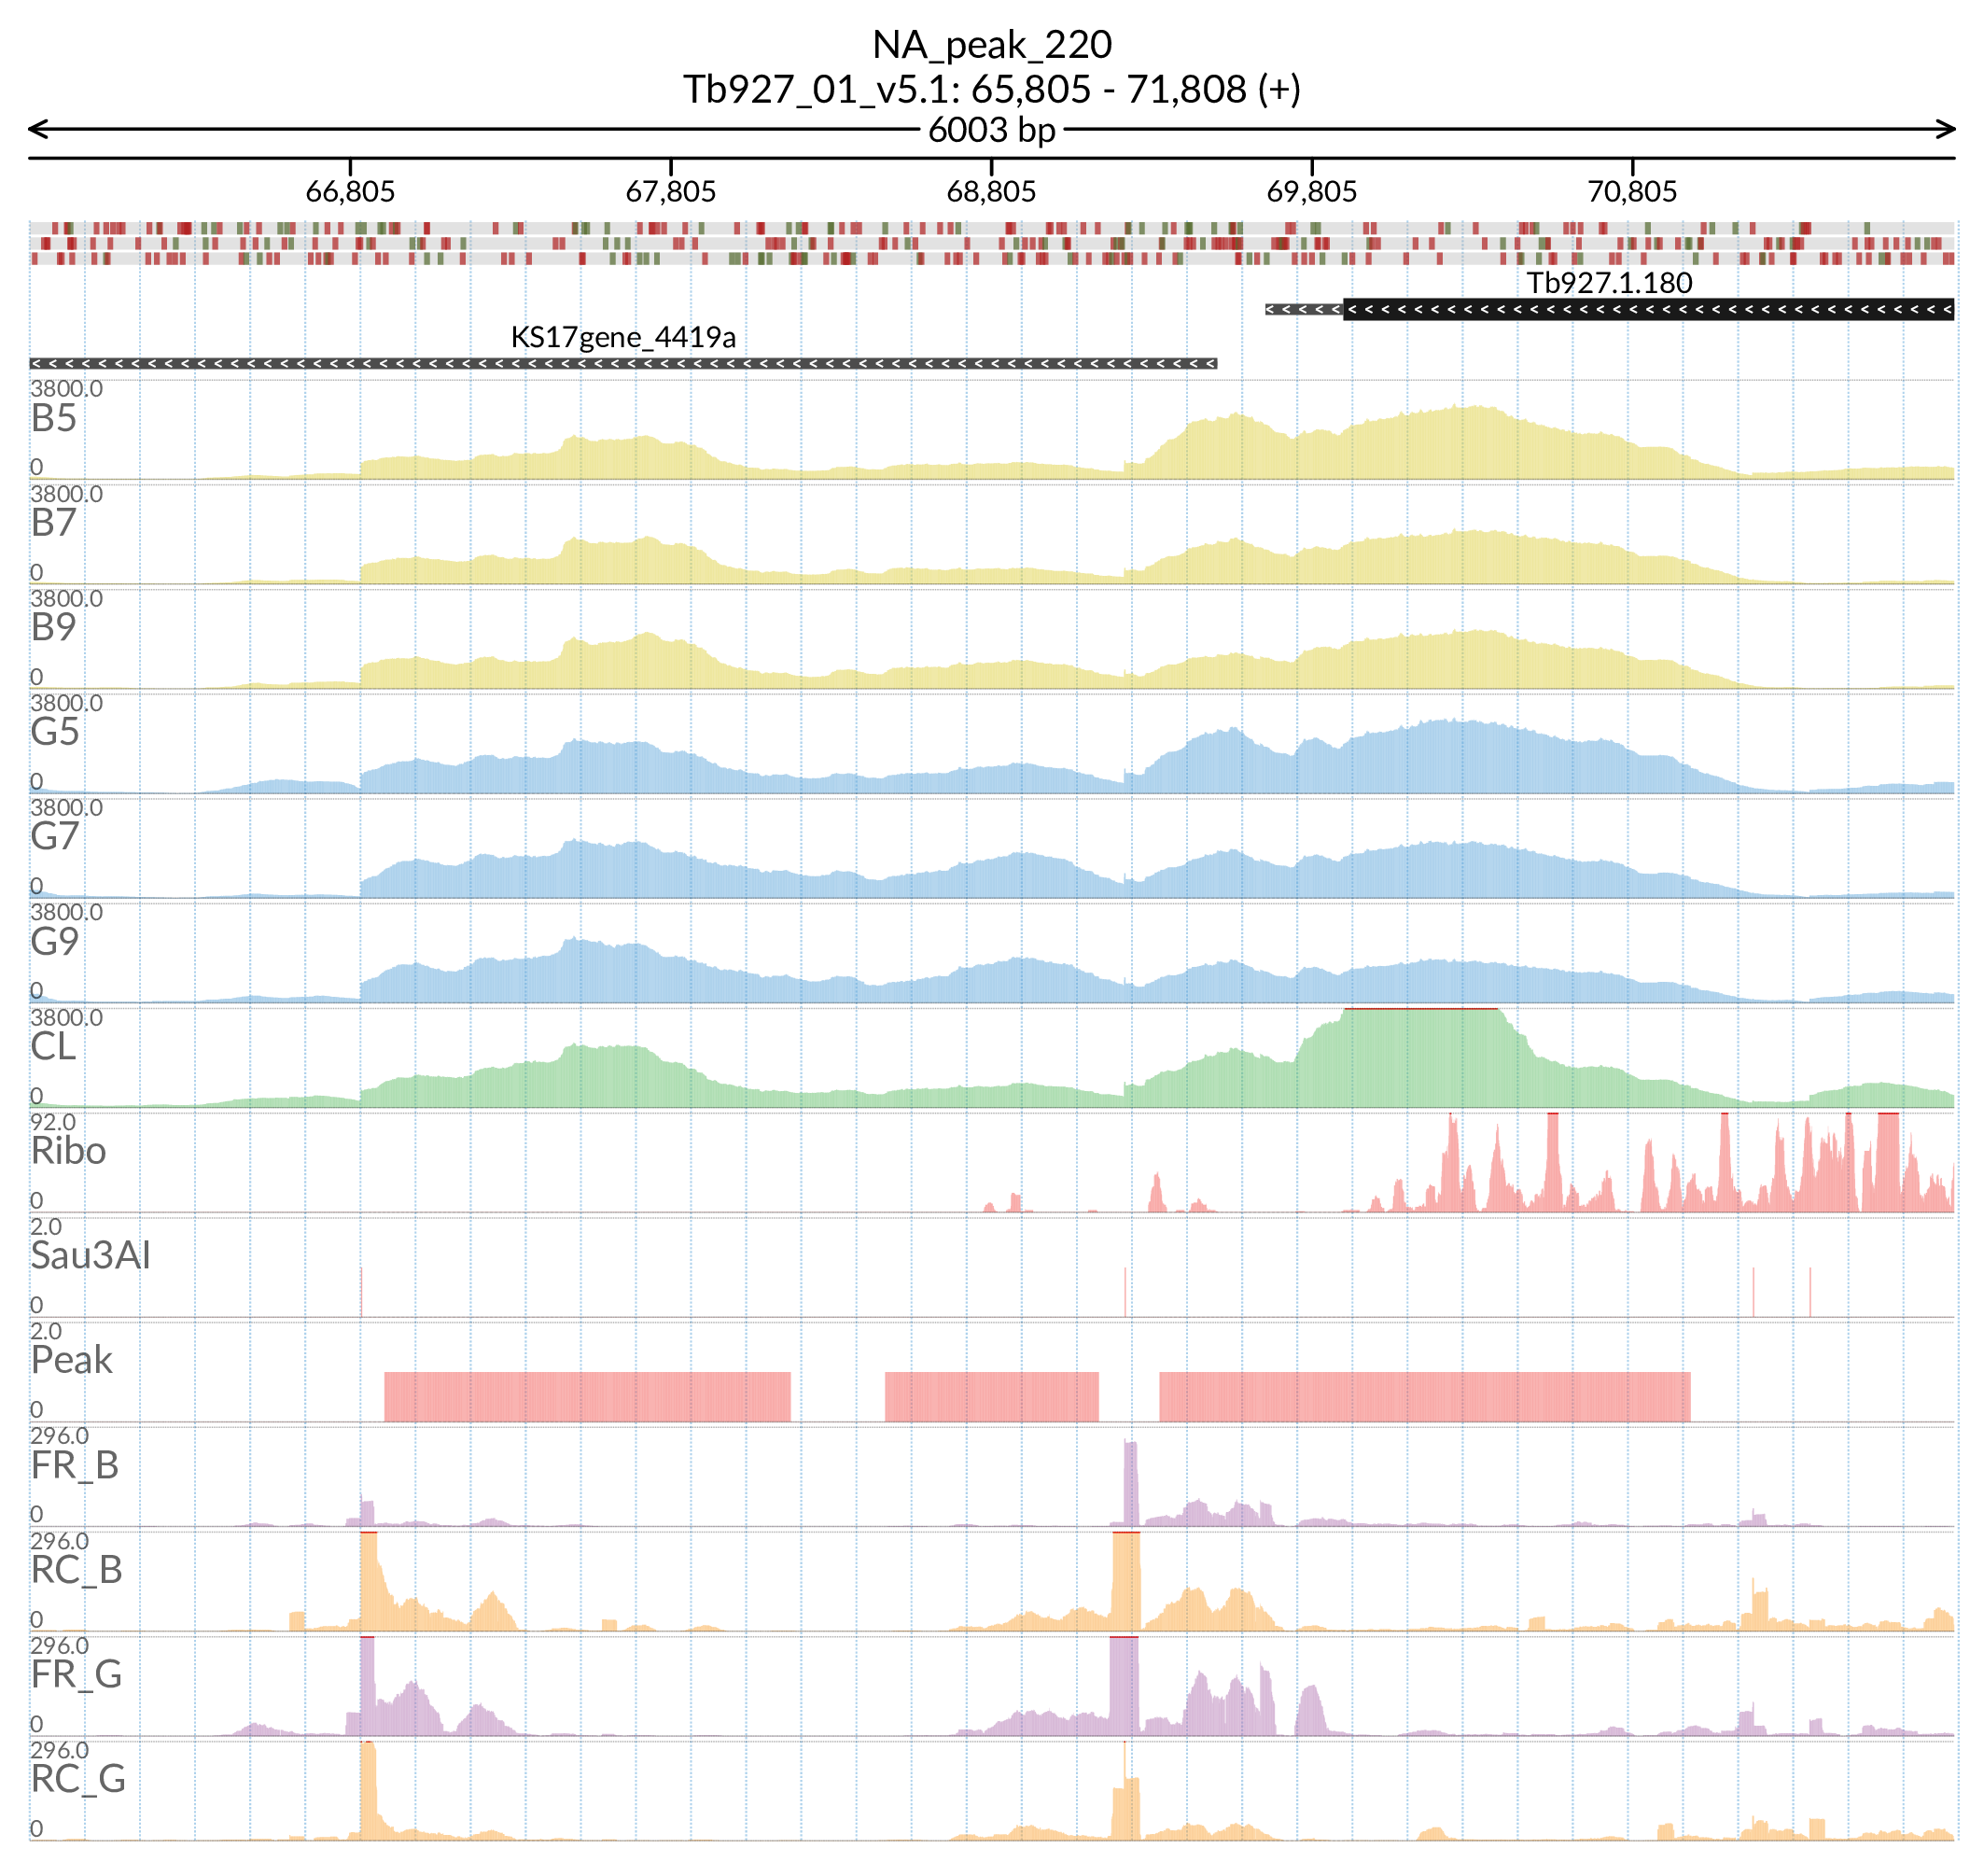 NA_peak_220
Tb927_01_v5.1: 65,805 - 71,808 (+)
6003 bp
66,805 67,805 68,805 69,805 70,805
Tb927.1.180
KS17gene_4419a
3800.0
B5
0
3800.0
B7
0
3800.0
B9
0
3800.0
G5
0
3800.0
G7
0
3800.0
G9
0
3800.0
CL
0
92.0
Ribo
0
2.0
Sau3AI
0
2.0
Peak
0
296.0
FR_B
0
296.0
RC_B
0
296.0
FR_G
0
296.0
RC_G
0